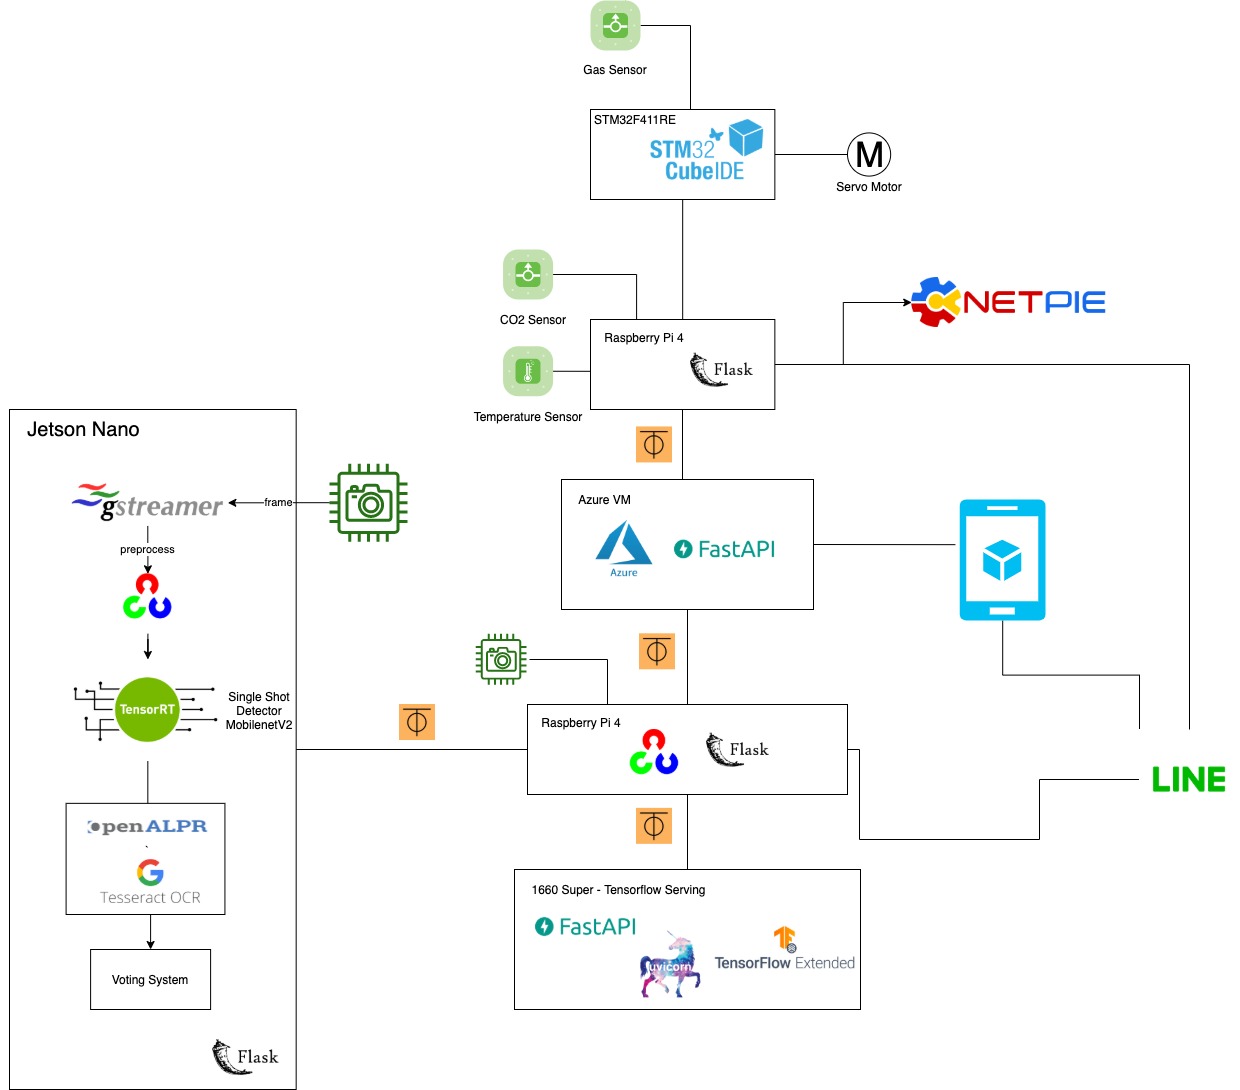 Gas Sensor
STM32F411RE
STM32
CubeIDE
M
Servo Motor
CO2 Sensor
NETPIE
Raspberry Pi 4
Flask
Temperature Sensor
Jetson Nano
gstreamer
frame
preprocess
Azure VM
Azure
FastAPI
TensorRT
Single Shot
Detector
MobilenetV2
Raspberry Pi 4
Flask
LINE
openALPR
Tesseract OCR
Voting System
Flask
1660 Super - Tensorflow Serving
FastAPI
uvicorn
TensorFlow Extended